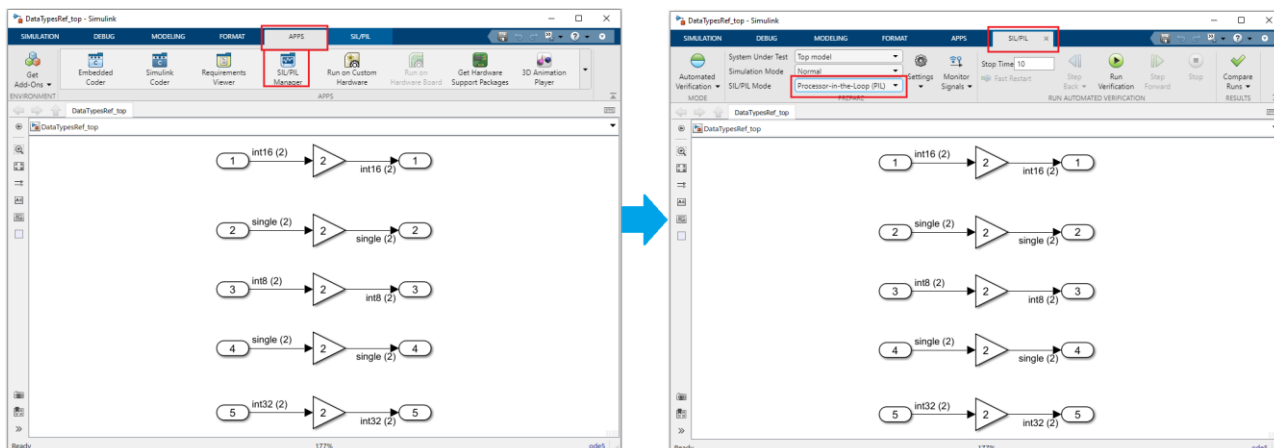 DataTypesRef_top - Simulink
SIMULATION DEBUG MODELING FORMAT APPS SIL/PIL
Get Add-Ons
Embedded Coder
Simulink Coder
Requirements Viewer
SIL/PIL Manager
Run on Custom Hardware
Run on Hardware Board
Get Hardware Support Packages
3D Animation Player
ENVIRONMENT APPS
DataTypesRef_top
DataTypesRef_top
1 int16 (2) 2 int16 (2) 1
2 single (2) 2 single (2) 2
3 int8 (2) 2 int8 (2) 3
4 single (2) 2 single (2) 4
5 int32 (2) 2 int32 (2) 5
Ready 177% ode5
DataTypesRef_top - Simulink
SIMULATION DEBUG MODELING FORMAT APPS SIL/PIL
Automated Verification
System Under Test Top model
Simulation Mode Normal
SIL/PIL Mode Processor-in-the-Loop (PIL)
Settings
Monitor Signals
Stop Time 10
Fast Restart
Step Back
Run Verification
Step Forward
Stop
Compare Runs
MODE PREPARE RUN AUTOMATED VERIFICATION RESULTS
DataTypesRef_top
DataTypesRef_top
1 int16 (2) 2 int16 (2) 1
2 single (2) 2 single (2) 2
3 int8 (2) 2 int8 (2) 3
4 single (2) 2 single (2) 4
5 int32 (2) 2 int32 (2) 5
Ready 177% ode5